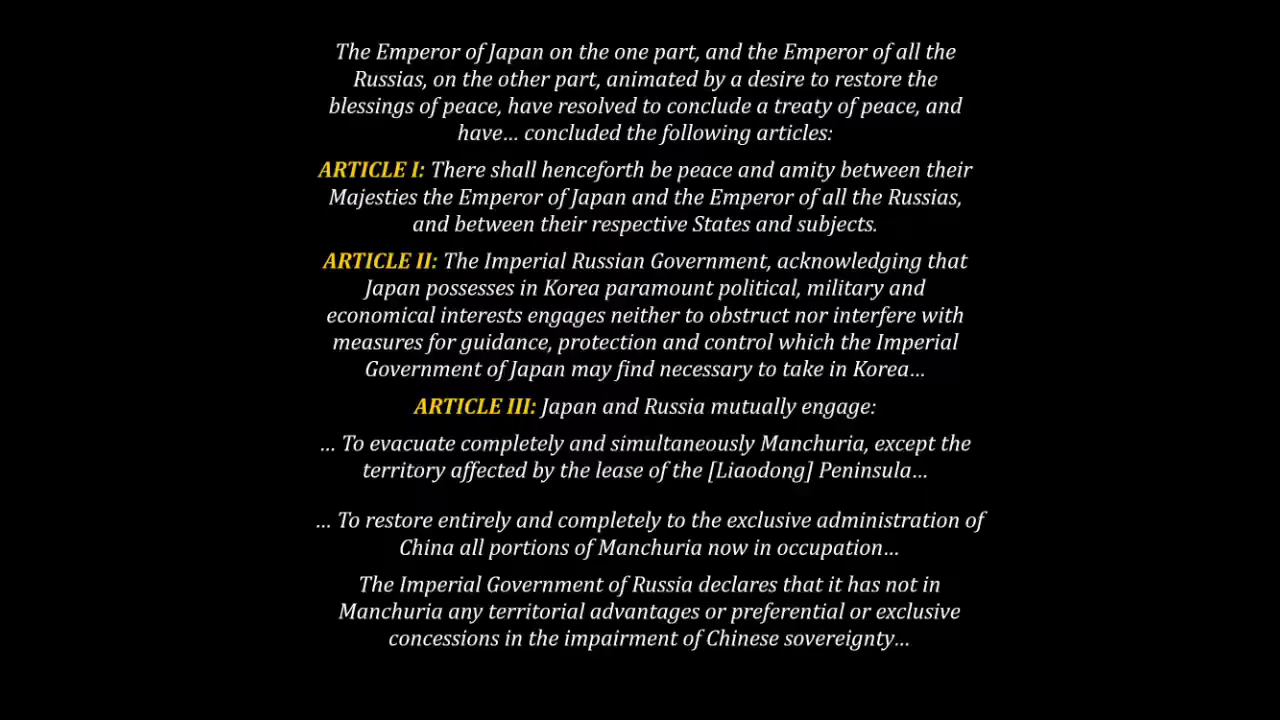 The Emperor of Japan on the one part, and the Emperor of all the
Russias, on the other part, animated by a desire to restore the
blessings of peace, have resolved to conclude a treaty of peace, and
have… concluded the following articles:
ARTICLE I: There shall henceforth be peace and amity between their
Majesties the Emperor of Japan and the Emperor of all the Russias,
and between their respective States and subjects.
ARTICLE II: The Imperial Russian Government, acknowledging that
Japan possesses in Korea paramount political, military and
economical interests engages neither to obstruct nor interfere with
measures for guidance, protection and control which the Imperial
Government of Japan may find necessary to take in Korea…
ARTICLE III: Japan and Russia mutually engage:
… To evacuate completely and simultaneously Manchuria, except the
territory affected by the lease of the [Liaodong] Peninsula…
… To restore entirely and completely to the exclusive administration of
China all portions of Manchuria now in occupation…
The Imperial Government of Russia declares that it has not in
Manchuria any territorial advantages or preferential or exclusive
concessions in the impairment of Chinese sovereignty…